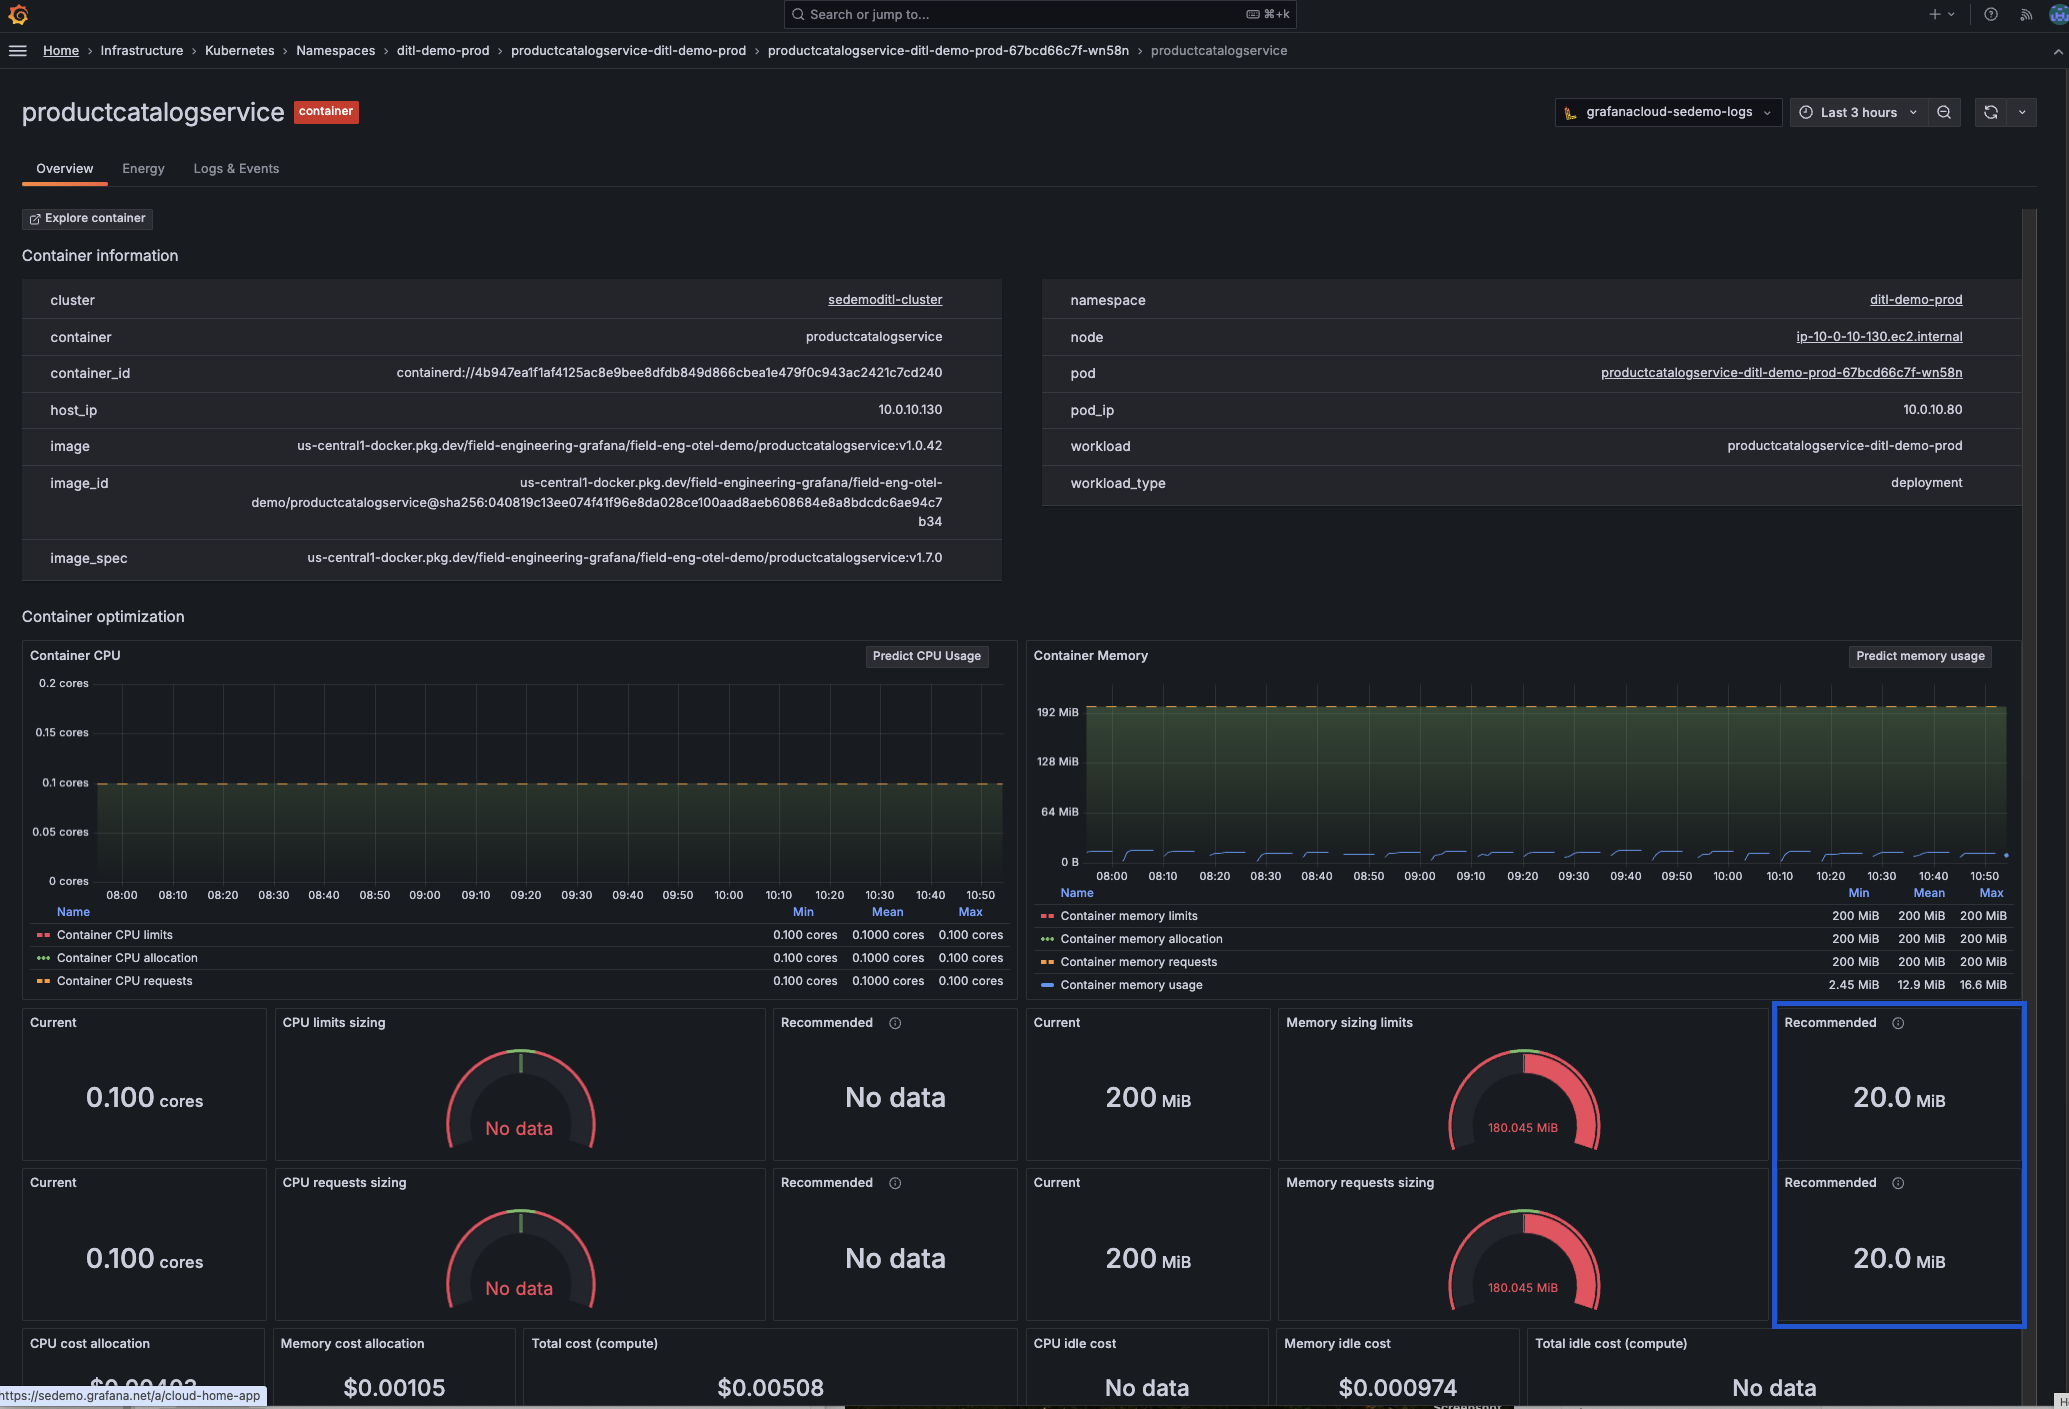 Search or jump to...
⌘+k
Home › Infrastructure › Kubernetes › Namespaces › ditl-demo-prod › productcatalogservice-ditl-demo-prod › productcatalogservice-ditl-demo-prod-67bcd66c7f-wn58n › productcatalogservice
productcatalogservice container
grafanacloud-sedemo-logs
Last 3 hours
Overview Energy Logs & Events
Explore container
Container information
cluster sedemoditl-cluster
container productcatalogservice
container_id containerd://4b947ea1f1af4125ac8e9bee8dfdb849d866cbea1e479f0c943ac2421c7cd240
host_ip 10.0.10.130
image us-central1-docker.pkg.dev/field-engineering-grafana/field-eng-otel-demo/productcatalogservice:v1.0.42
image_id us-central1-docker.pkg.dev/field-engineering-grafana/field-eng-otel-
demo/productcatalogservice@sha256:040819c13ee074f41f96e8da028ce100aad8aeb608684e8a8bdcdc6ae94c7
b34
image_spec us-central1-docker.pkg.dev/field-engineering-grafana/field-eng-otel-demo/productcatalogservice:v1.7.0
namespace ditl-demo-prod
node ip-10-0-10-130.ec2.internal
pod productcatalogservice-ditl-demo-prod-67bcd66c7f-wn58n
pod_ip 10.0.10.80
workload productcatalogservice-ditl-demo-prod
workload_type deployment
Container optimization
Container CPU Predict CPU Usage
0.2 cores
0.15 cores
0.1 cores
0.05 cores
0 cores
08:00 08:10 08:20 08:30 08:40 08:50 09:00 09:10 09:20 09:30 09:40 09:50 10:00 10:10 10:20 10:30 10:40 10:50
Name Min Mean Max
Container CPU limits 0.100 cores 0.1000 cores 0.100 cores
Container CPU allocation 0.100 cores 0.1000 cores 0.100 cores
Container CPU requests 0.100 cores 0.1000 cores 0.100 cores
Container Memory Predict memory usage
192 MiB
128 MiB
64 MiB
0 B
08:00 08:10 08:20 08:30 08:40 08:50 09:00 09:10 09:20 09:30 09:40 09:50 10:00 10:10 10:20 10:30 10:40 10:50
Name Min Mean Max
Container memory limits 200 MiB 200 MiB 200 MiB
Container memory allocation 200 MiB 200 MiB 200 MiB
Container memory requests 200 MiB 200 MiB 200 MiB
Container memory usage 2.45 MiB 12.9 MiB 16.6 MiB
Current CPU limits sizing Recommended Current Memory sizing limits Recommended
0.100 cores No data No data 200 MiB 180.045 MiB 20.0 MiB
Current CPU requests sizing Recommended Current Memory requests sizing Recommended
0.100 cores No data No data 200 MiB 180.045 MiB 20.0 MiB
CPU cost allocation Memory cost allocation Total cost (compute) CPU idle cost Memory idle cost Total idle cost (compute)
$0.00105 $0.00508 No data $0.000974 No data
https://sedemo.grafana.net/a/cloud-home-app